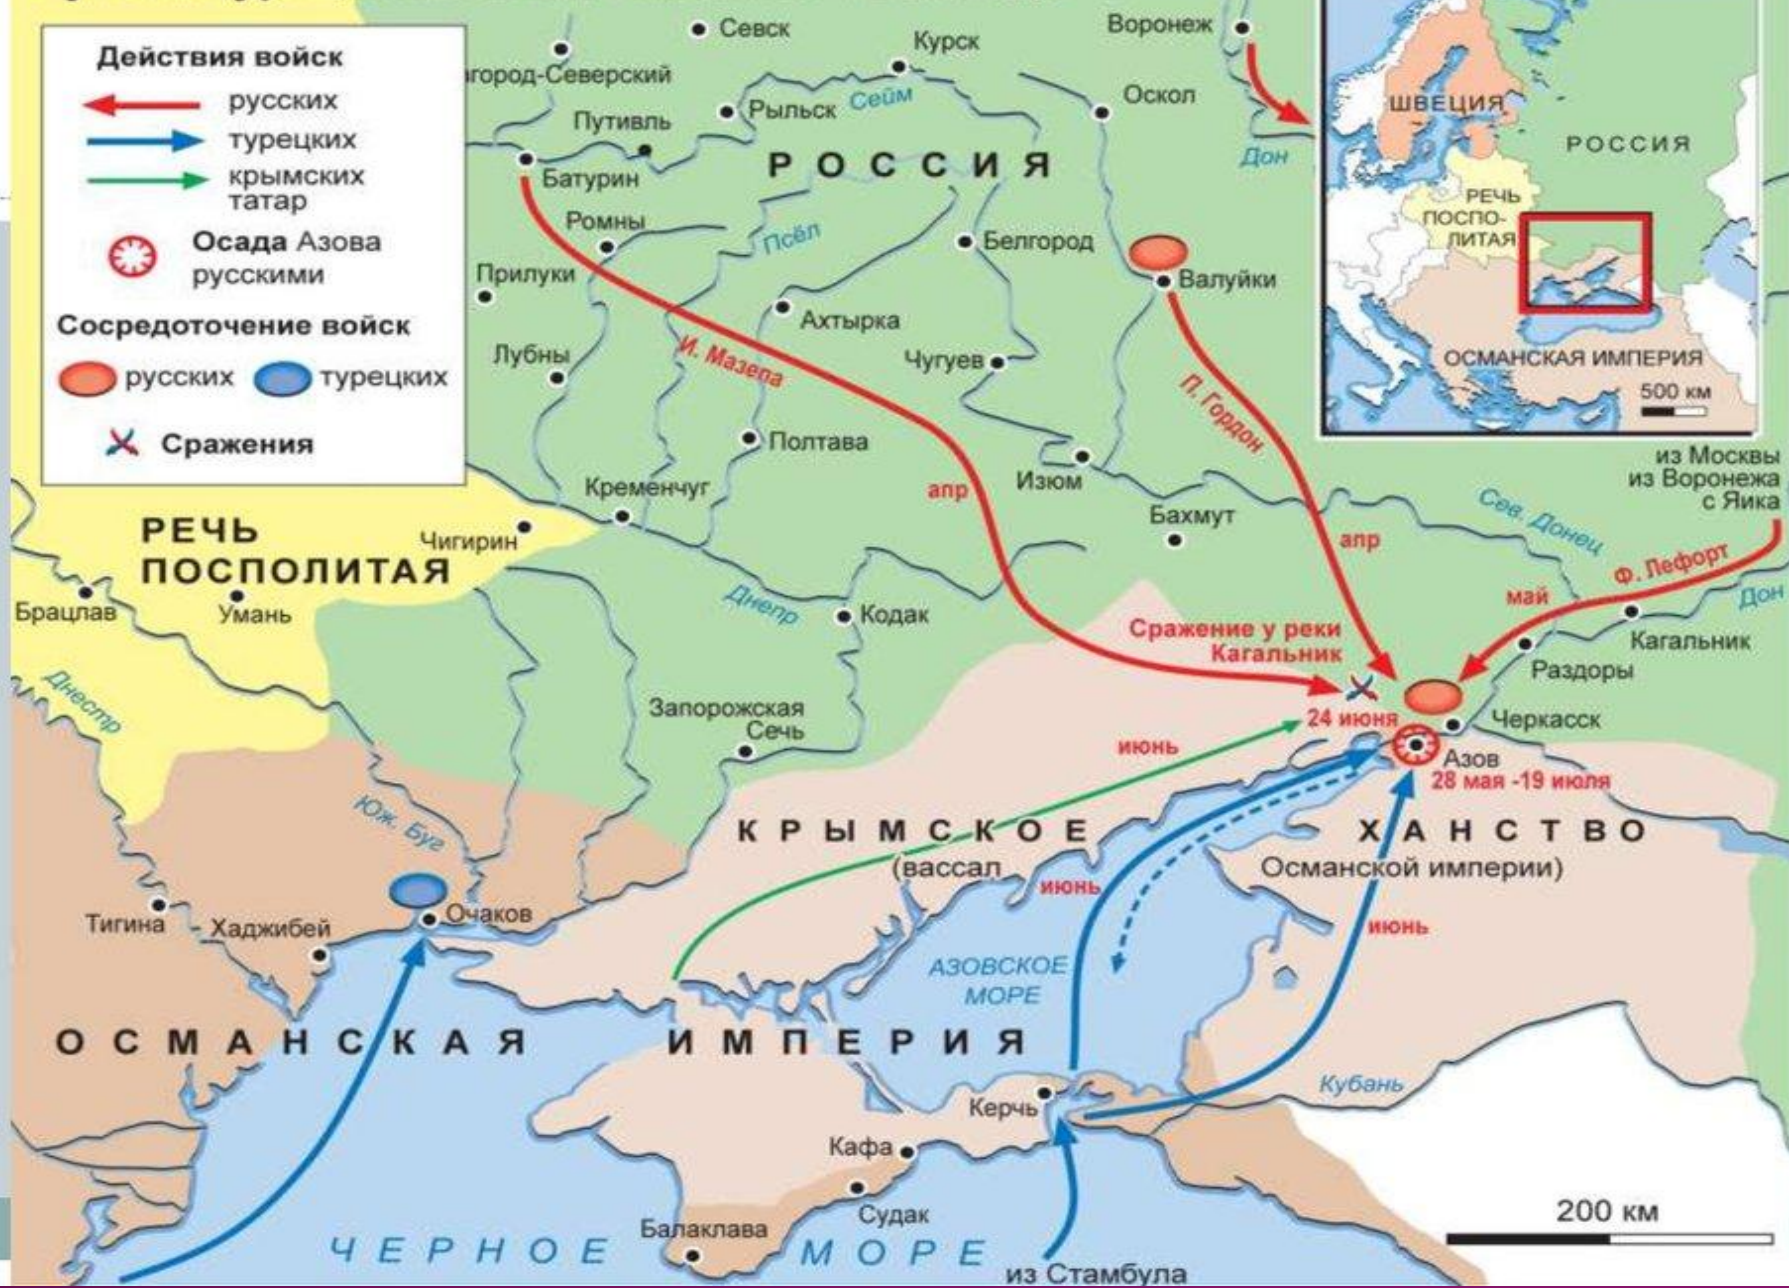 Действия войск
русских
турецких
крымских
татар
Осада Азова
русскими
Сосредоточение войск
русских турецких
Сражения
Севск
Курск
Воронеж
город-Северский
Рыльск
Сейм
Оскол
Путивль
Дон
РОССИЯ
Батурин
Ромны
Псёл
Белгород
Прилуки
Валуйки
Ахтырка
И. Мазепа
Лубны
Чугуев
П. Гордон
Полтава
апр
Изюм
Кременчуг
Бахмут
апр
Сев. Донец
ШВЕЦИЯ
РОССИЯ
РЕЧЬ
ПОСПО-
ЛИТАЯ
ОСМАНСКАЯ ИМПЕРИЯ
500 км
из Москвы
из Воронежа
с Яика
Ф. Лефорт
май
Дон
Кагальник
Раздоры
РЕЧЬ
ПОСПОЛИТАЯ
Чигирин
Брацлав
Умань
Днепр
Кодак
Сражение у реки
Кагальник
Днестр
Запорожская
Сечь
24 июня
Черкасск
июнь
Азов
28 мая -19 июля
Юж. Буг
КРЫМСКОЕ ХАНСТВО
(вассал Османской империи)
июнь
Очаков
Тигина
Хаджибей
июнь
АЗОВСКОЕ
МОРЕ
ОСМАНСКАЯ ИМПЕРИЯ
Кубань
Керчь
Кафа
Судак
Балаклава
200 км
ЧЕРНОЕ МОРЕ
из Стамбула